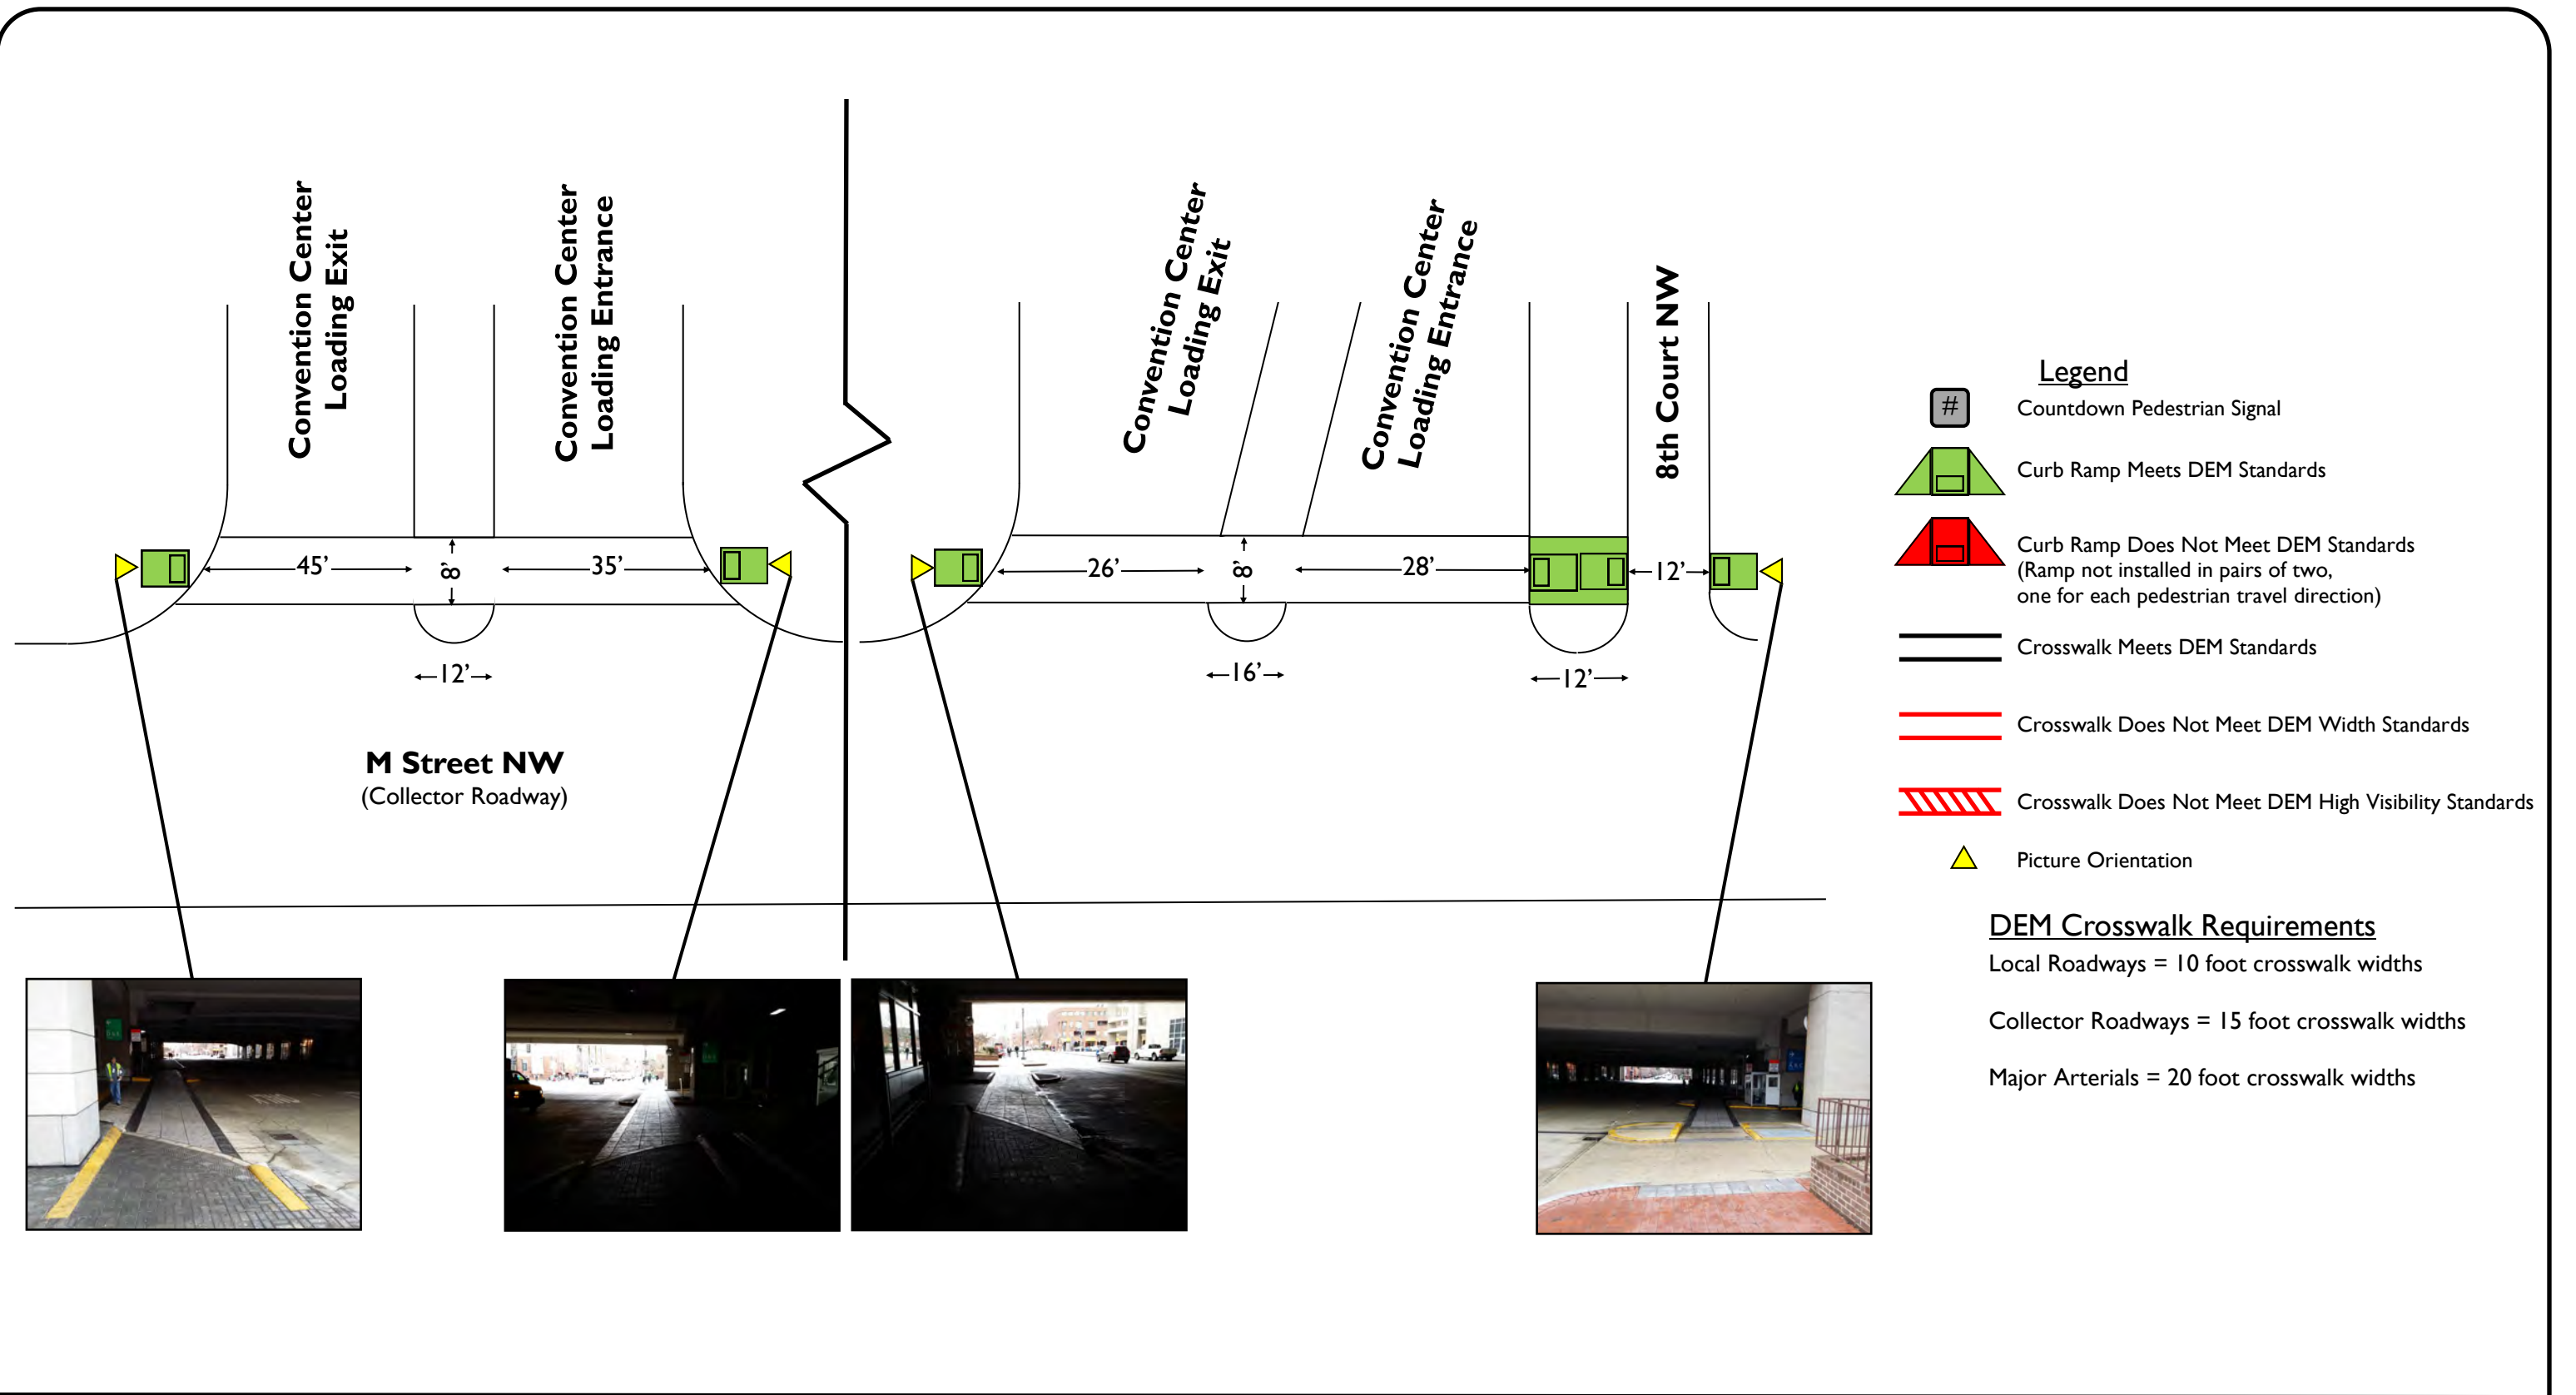 Convention Center
Loading Exit
Convention Center
Loading Entrance
Convention Center
Loading Exit
Convention Center
Loading Entrance
8th Court NW
45’
8’
35’
26’
8’
28’
12’
12’
16’
12’
M Street NW
(Collector Roadway)
Legend
#
Countdown Pedestrian Signal
Curb Ramp Meets DEM Standards
Curb Ramp Does Not Meet DEM Standards
(Ramp not installed in pairs of two,
one for each pedestrian travel direction)
Crosswalk Meets DEM Standards
Crosswalk Does Not Meet DEM Width Standards
Crosswalk Does Not Meet DEM High Visibility Standards
Picture Orientation
DEM Crosswalk Requirements
Local Roadways = 10 foot crosswalk widths
Collector Roadways = 15 foot crosswalk widths
Major Arterials = 20 foot crosswalk widths